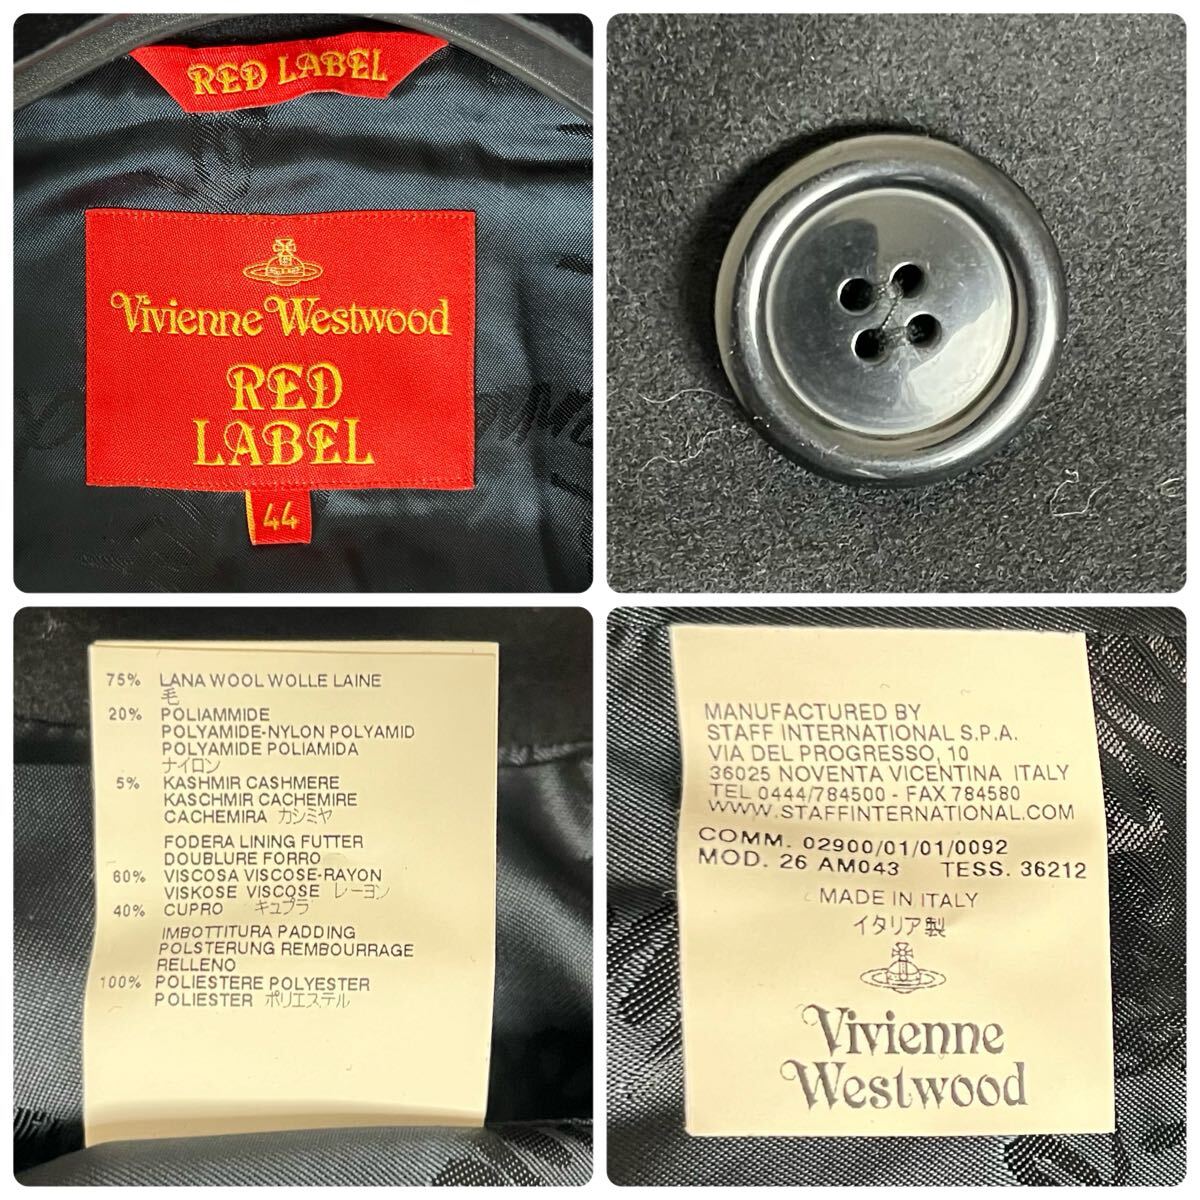 RED LABEL
Vivienne Westwood
RED
LABEL
44
75% LANA WOOL WOLLE LAINE
毛
20% POLIAMMIDE
POLYAMIDE-NYLON POLYAMID
POLYAMIDE POLIAMIDA
ナイロン
5% KASHMIR CASHMERE
KASCHMIR CACHEMIRE
CACHEMIRA カシミヤ
FODERA LINING FUTTER
DOUBLURE FORRO
60% VISCOSA VISCOSE-RAYON
VISKOSE VISCOSE レーヨン
40% CUPRO キュプラ
IMBOTTITURA PADDING
POLSTERUNG REMBOURRAGE
RELLENO
100% POLIESTERE POLYESTER
POLIESTER ポリエステル
MANUFACTURED BY
STAFF INTERNATIONAL S.P.A.
VIA DEL PROGRESSO, 10
36025 NOVENTA VICENTINA ITALY
TEL 0444/784500 - FAX 784580
WWW.STAFFINTERNATIONAL.COM
COMM. 02900/01/01/0092
MOD. 26 AM043 TESS. 36212
MADE IN ITALY
イタリア製
Vivienne
Westwood